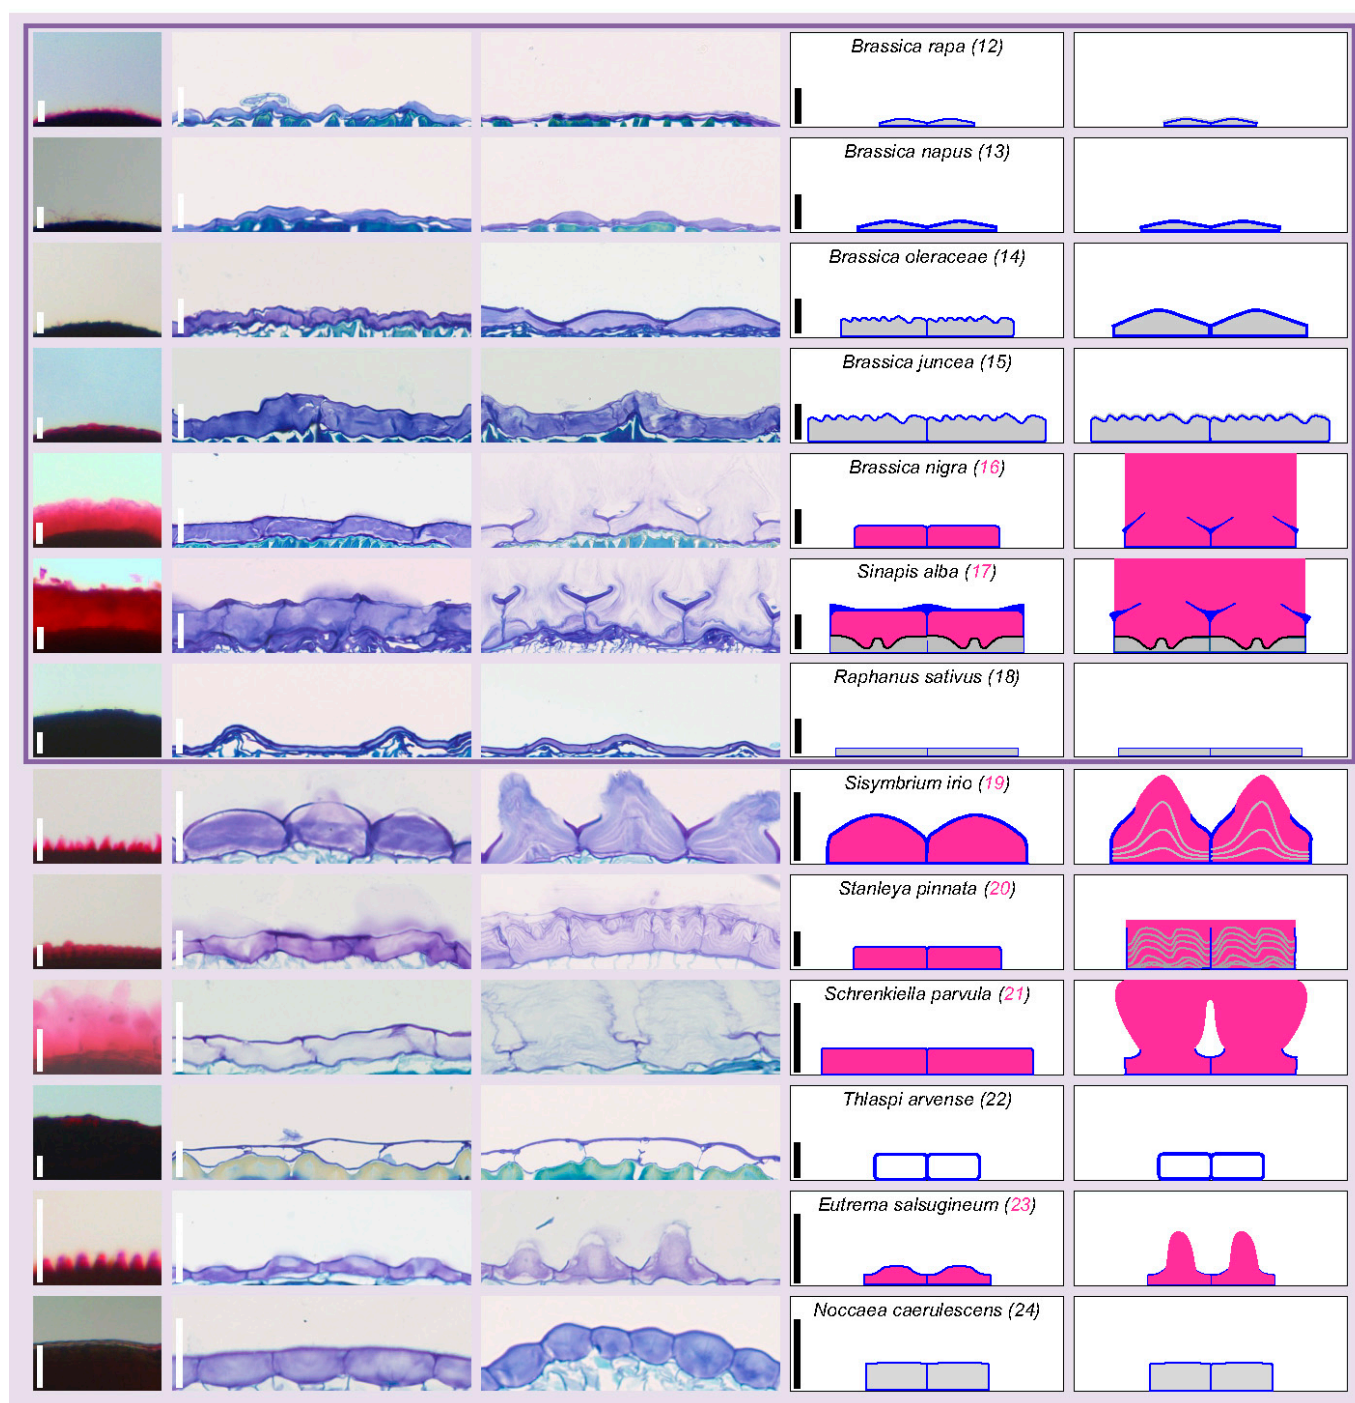 Brassica rapa (12)
Brassica napus (13)
Brassica oleraceae (14)
Brassica juncea (15)
Brassica nigra (16)
Sinapis alba (17)
Raphanus sativus (18)
Sisymbrium irio (19)
Stanleya pinnata (20)
Schrenkiella parvula (21)
Thlaspi arvense (22)
Eutrema salsugineum (23)
Noccaea caerulescens (24)